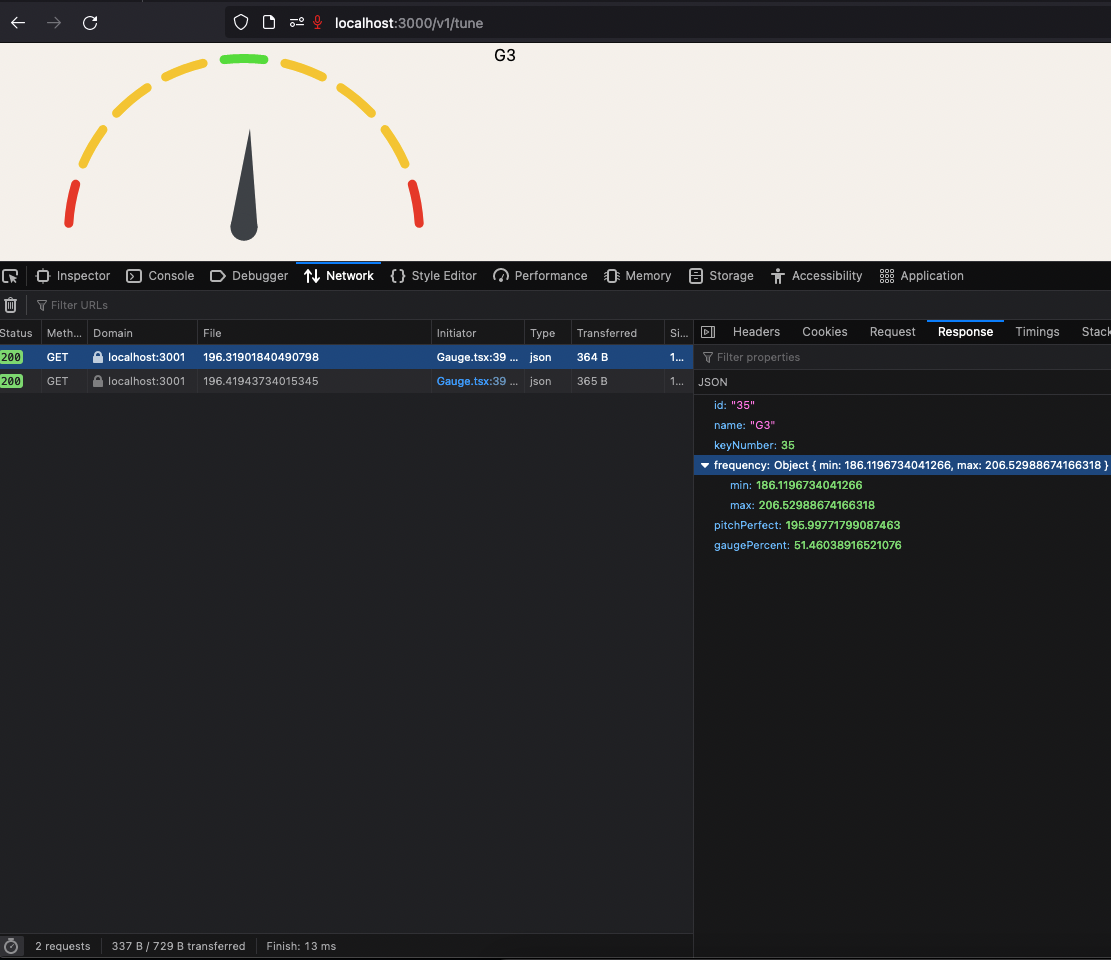 localhost:3000/v1/tune
G3
Inspector Console Debugger Network Style Editor Performance Memory Storage Accessibility Application
Filter URLs
Status Meth... Domain File Initiator Type Transferred Si... Headers Cookies Request Response Timings Stack
200 GET localhost:3001 196.31901840490798 Gauge.tsx:39 ... json 364 B 1... Filter properties
200 GET localhost:3001 196.41943734015345 Gauge.tsx:39 ... json 365 B 1... JSON
id: "35"
name: "G3"
keyNumber: 35
frequency: Object { min: 186.1196734041266, max: 206.52988674166318 }
min: 186.1196734041266
max: 206.52988674166318
pitchPerfect: 195.99771799087463
gaugePercent: 51.46038916521076
2 requests 337 B / 729 B transferred Finish: 13 ms